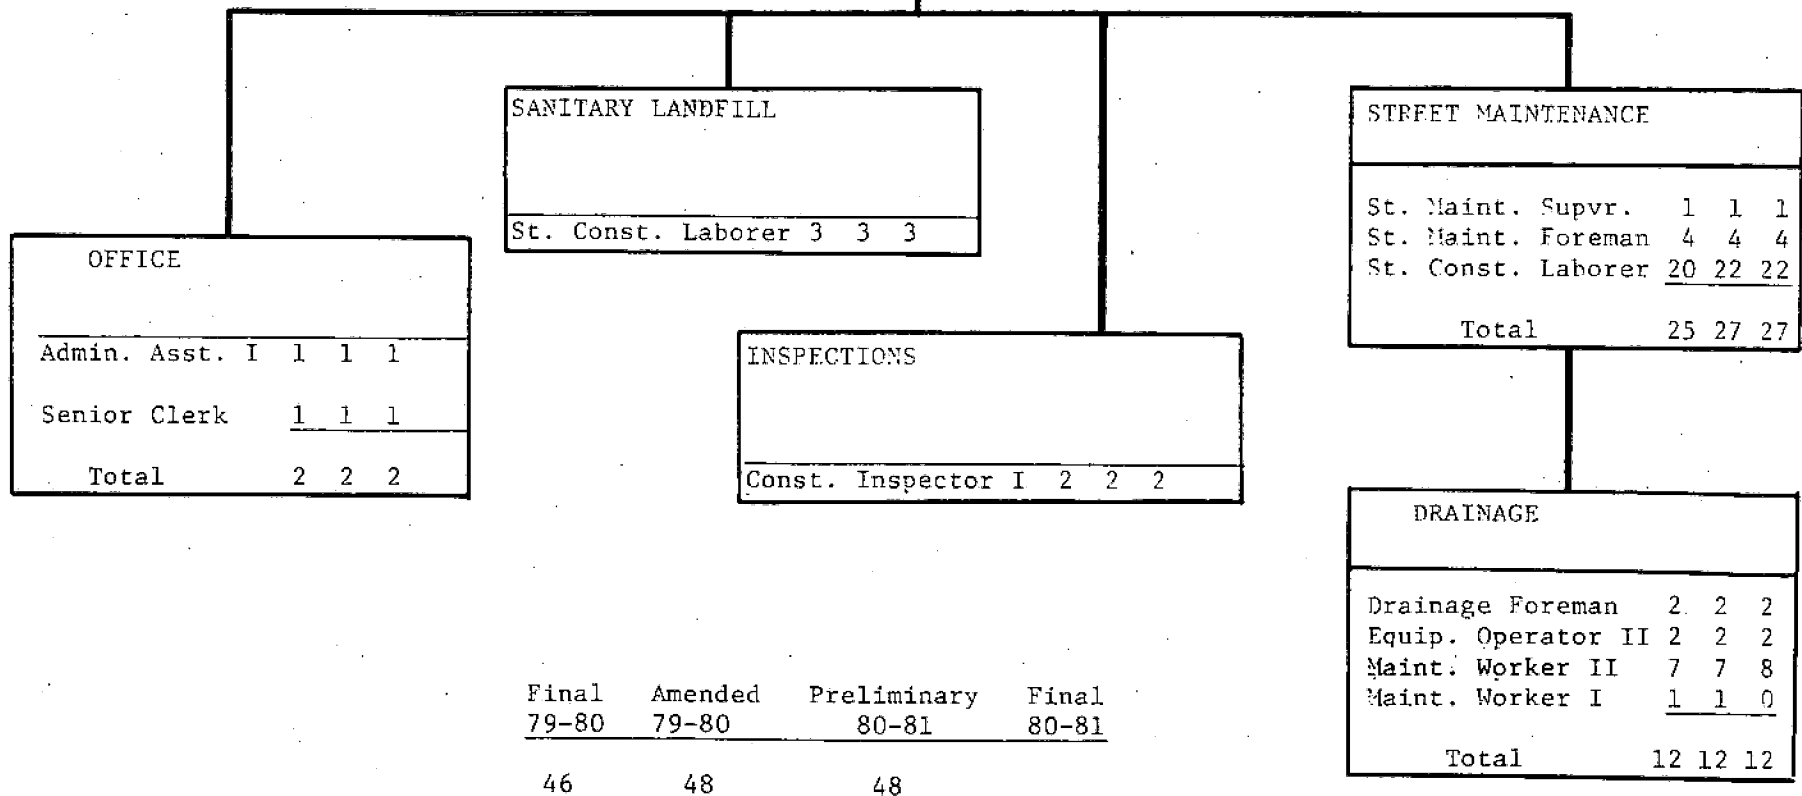 SANITARY LANDFILL
St. Const. Laborer 3 3 3
STREET MAINTENANCE
St. Maint. Supvr. 1 1 1
St. Maint. Foreman 4 4 4
St. Const. Laborer 20 22 22
Total 25 27 27
OFFICE
Admin. Asst. I 1 1 1
Senior Clerk 1 1 1
Total 2 2 2
INSPECTIONS
Const. Inspector I 2 2 2
DRAINAGE
Drainage Foreman 2 2 2
Equip. Operator II 2 2 2
Maint. Worker II 7 7 8
Maint. Worker I 1 1 0
Total 12 12 12
Final Amended Preliminary Final
79-80 79-80 80-81 80-81
46 48 48